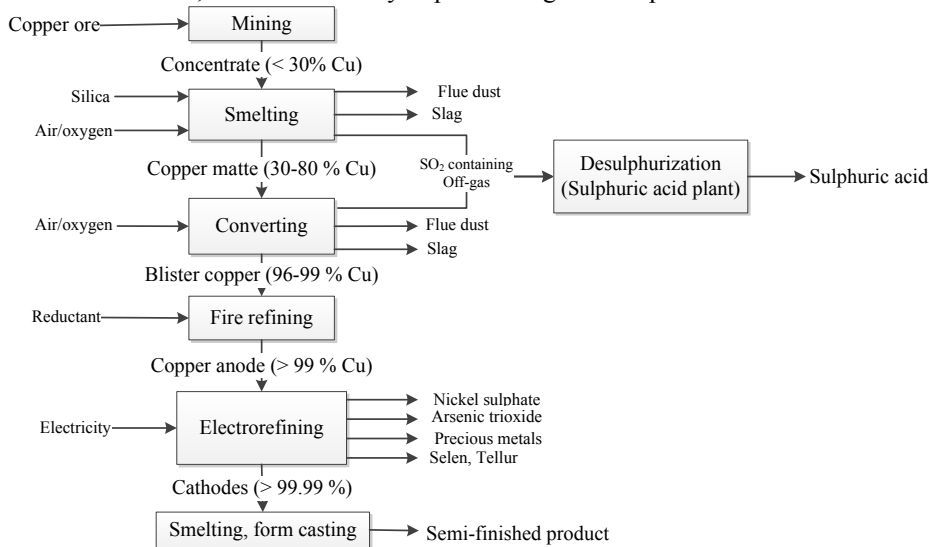 Copper ore
Mining
Concentrate (< 30% Cu)
Silica
Air/oxygen
Smelting
Flue dust
Slag
SO₂ containing
Off-gas
Desulphurization
(Sulphuric acid plant)
Sulphuric acid
Copper matte (30-80 % Cu)
Air/oxygen
Converting
Flue dust
Slag
Blister copper (96-99 % Cu)
Reductant
Fire refining
Copper anode (> 99 % Cu)
Electricity
Electrorefining
Nickel sulphate
Arsenic trioxide
Precious metals
Selen, Tellur
Cathodes (> 99.99 %)
Smelting, form casting
Semi-finished product